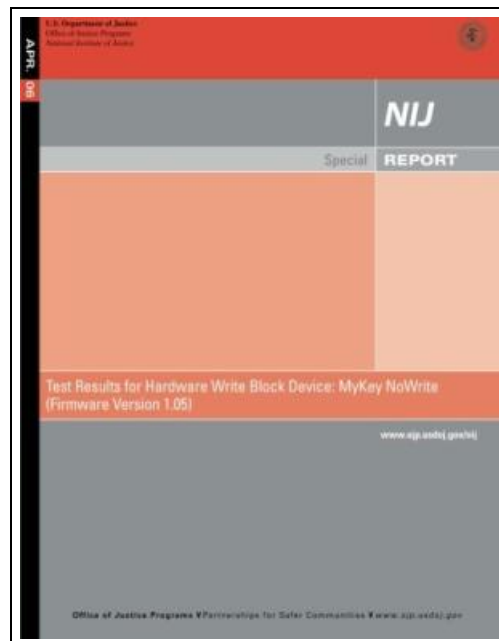 U.S. Department of Justice
Office of Justice Programs
National Institute of Justice
APR. 06
NIJ
Special REPORT
Test Results for Hardware Write Block Device: MyKey NoWrite
(Firmware Version 1.05)
www.ojp.usdoj.gov/nij
Office of Justice Programs ¥ Partnerships for Safer Communities ¥ www.ojp.usdoj.gov